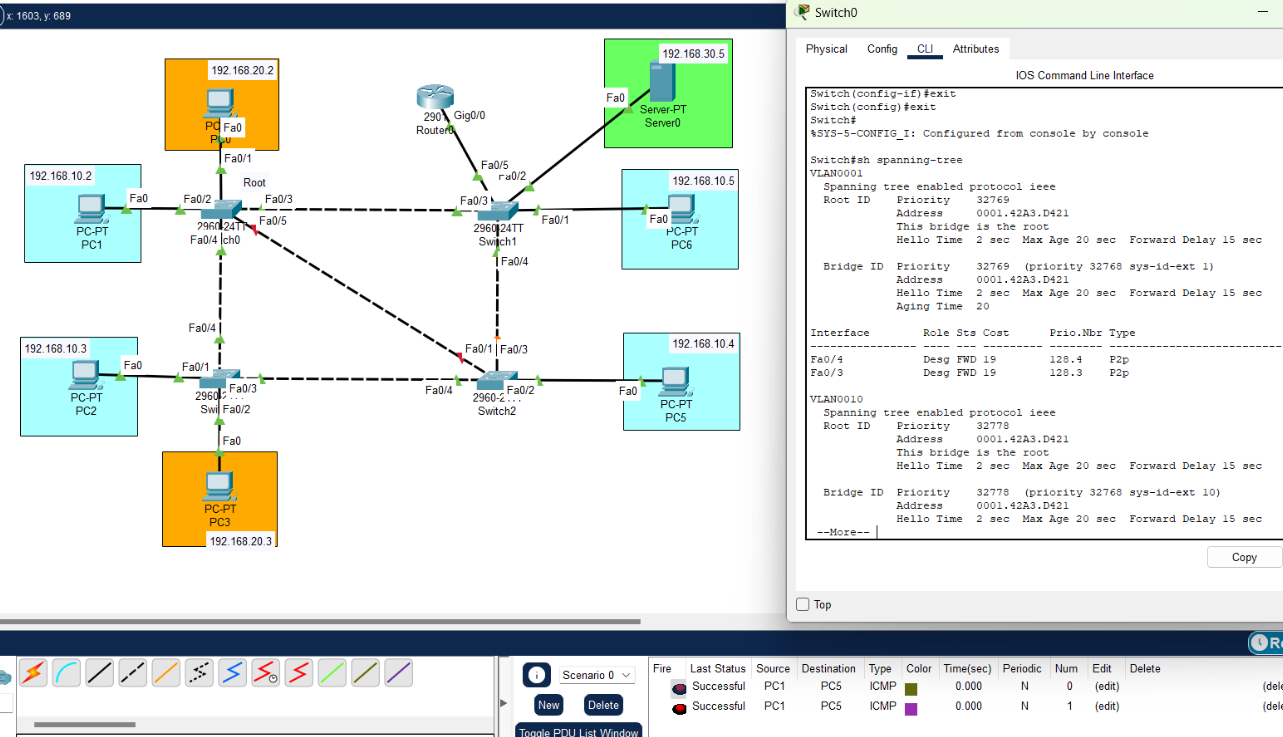 x: 1603, y: 689
192.168.20.2
Fa0
Fa0/1
192.168.10.2
Fa0
Fa0/2
Root
Fa0/3
Fa0/5
PC-PT
PC1
2960-24TT
Fa0/4
Gig0/0
Router0
192.168.30.5
Fa0
Server-PT
Server0
Fa0/5
Fa0/2
Fa0/3
2960-24TT
Switch1
Fa0/1
Fa0/4
192.168.10.5
Fa0
PC-PT
PC6
192.168.10.3
Fa0
PC-PT
PC2
Fa0/4
Fa0/1
Fa0/3
Fa0/2
Fa0
PC-PT
PC3
192.168.20.3
Fa0/1
Fa0/3
Fa0/4
Fa0/2
Switch2
192.168.10.4
Fa0
PC-PT
PC5
Switch0
Physical Config CLI Attributes
IOS Command Line Interface
Switch(config-if)#exit
Switch(config)#exit
Switch#
%SYS-5-CONFIG_I: Configured from console by console
Switch#sh spanning-tree
VLAN0001
Spanning tree enabled protocol ieee
Root ID Priority 32769
Address 0001.42A3.D421
This bridge is the root
Hello Time 2 sec Max Age 20 sec Forward Delay 15 sec
Bridge ID Priority 32769 (priority 32768 sys-id-ext 1)
Address 0001.42A3.D421
Hello Time 2 sec Max Age 20 sec Forward Delay 15 sec
Aging Time 20
Interface Role Sts Cost Prio.Nbr Type
---------------- ---- --- --------- -------- --------------------------------
Fa0/4 Desg FWD 19 128.4 P2p
Fa0/3 Desg FWD 19 128.3 P2p
VLAN0010
Spanning tree enabled protocol ieee
Root ID Priority 32778
Address 0001.42A3.D421
This bridge is the root
Hello Time 2 sec Max Age 20 sec Forward Delay 15 sec
Bridge ID Priority 32778 (priority 32768 sys-id-ext 10)
Address 0001.42A3.D421
Hello Time 2 sec Max Age 20 sec Forward Delay 15 sec
--More--
Copy
Top
Scenario 0
New Delete
Toggle PDU List Window
Fire Last Status Source Destination Type Color Time(sec) Periodic Num Edit Delete
Successful PC1 PC5 ICMP 0.000 N 0 (edit)
Successful PC1 PC5 ICMP 0.000 N 1 (edit)